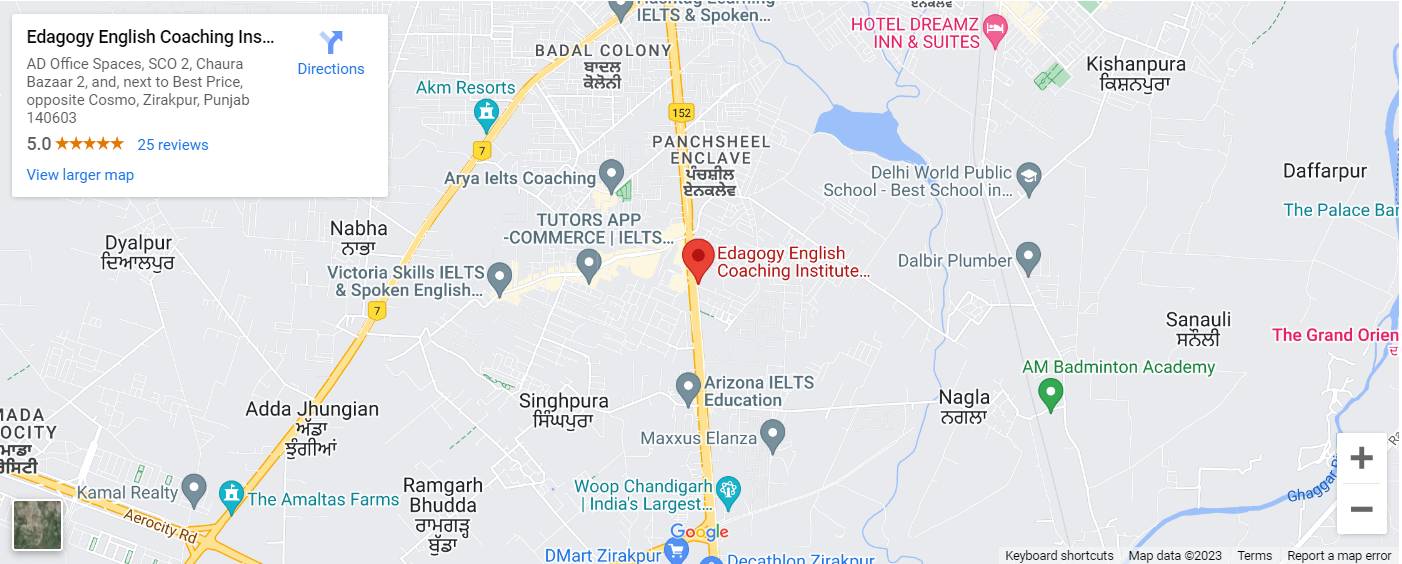 Edagogy English Coaching Ins...
AD Office Spaces, SCO 2, Chaura
Bazaar 2, and, next to Best Price,
opposite Cosmo, Zirakpur, Punjab
140603
5.0
25 reviews
View larger map
Directions
IELTS & Spoken...
BADAL COLONY
ਬਾਦਲ
ਕੋਲੋਨੀ
Akm Resorts
7
152
HOTEL DREAMZ
INN & SUITES
Kishanpura
ਕਿਸ਼ਨਪੁਰਾ
PANCHSHEEL
ENCLAVE
ਪੰਚਸ਼ੀਲ
ਏਨਕਲੇਵ
Arya Ielts Coaching
Delhi World Public
School - Best School in...
Daffarpur
The Palace Ban
Nabha
ਨਾਭਾ
Dyalpur
ਦਿਆਲਪੁਰ
TUTORS APP
-COMMERCE | IELTS...
Victoria Skills IELTS
& Spoken English...
Edagogy English
Coaching Institute...
Dalbir Plumber
7
Sanauli
ਸਨੌਲੀ
The Grand Orien
AM Badminton Academy
Arizona IELTS
Education
Nagla
ਨਗਲਾ
Singhpura
ਸਿੰਘਪੁਰਾ
Adda Jhungian
ਅੱਡਾ
ਝੁੰਗੀਆਂ
MADA
ROCITY
ਮਾਡਾ
Maxxus Elanza
Kamal Realty
The Amaltas Farms
Aerocity Rd
Ramgarh
Bhudda
ਰਾਮਗੜ੍ਹ
ਬੁੱਡਾ
Woop Chandigarh
| India's Largest...
Google
DMart Zirakpur
Decathlon Zirakpur
Ghaggar Ri
Keyboard shortcuts
Map data ©2023
Terms
Report a map error